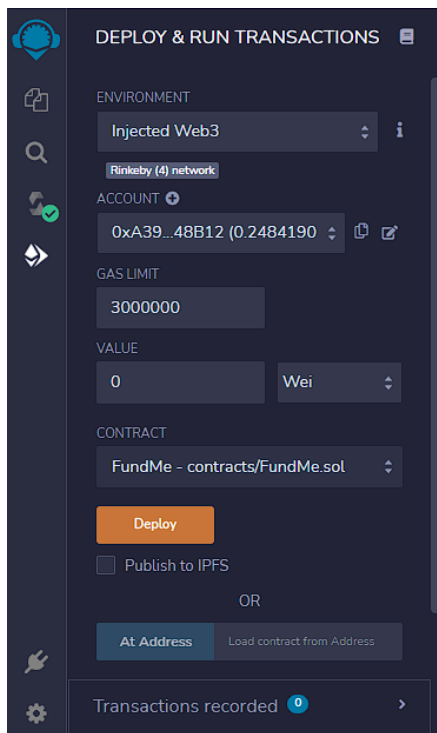 DEPLOY & RUN TRANSACTIONS
ENVIRONMENT
Injected Web3
Rinkeby (4) network
ACCOUNT
0xA39...48B12 (0.2484190
GAS LIMIT
3000000
VALUE
0 Wei
CONTRACT
FundMe - contracts/FundMe.sol
Deploy
Publish to IPFS
OR
At Address Load contract from Address
Transactions recorded 0